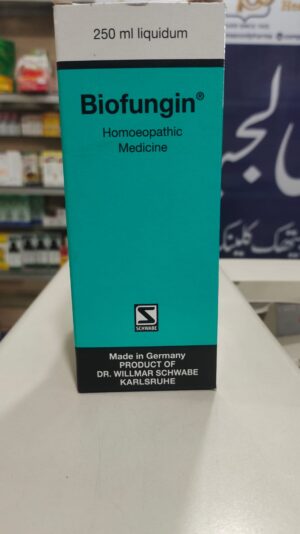 250 ml liquidum
Biofungin®
Homoeopathic
Medicine
S
SCHWABE
Made in Germany
PRODUCT OF
DR. WILLMAR SCHWABE
KARLSRUHE